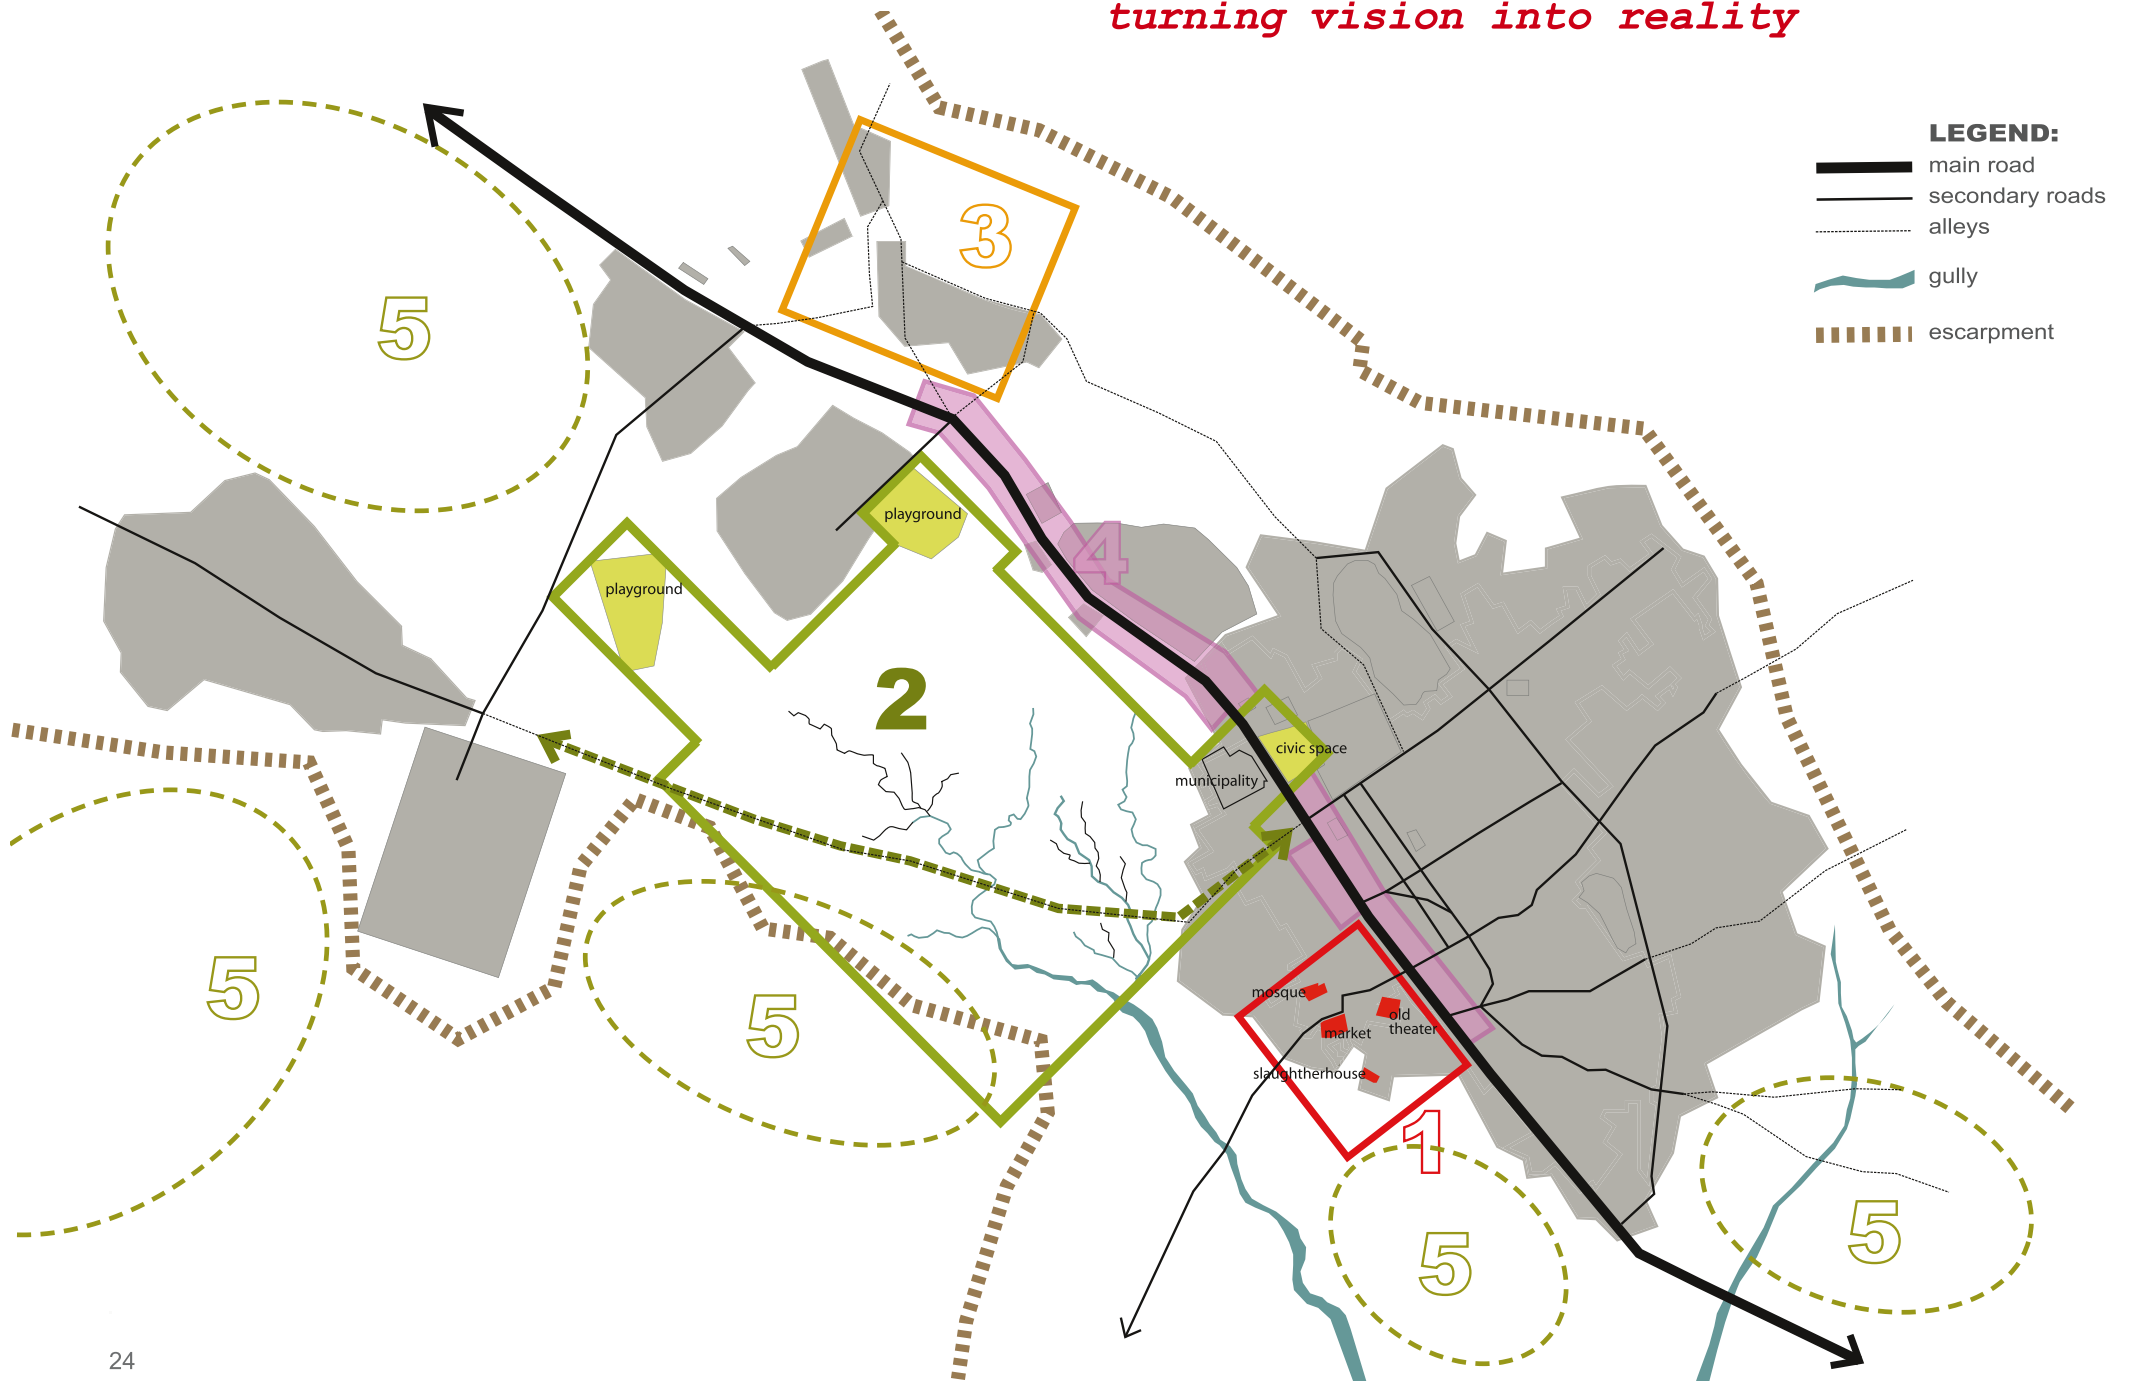 turning vision into reality
LEGEND:
main road
secondary roads
alleys
gully
escarpment
3
5
playground
4
playground
2
civic space
municipality
5
5
mosque
old
theater
market
slaughtherhouse
1
5
5
24